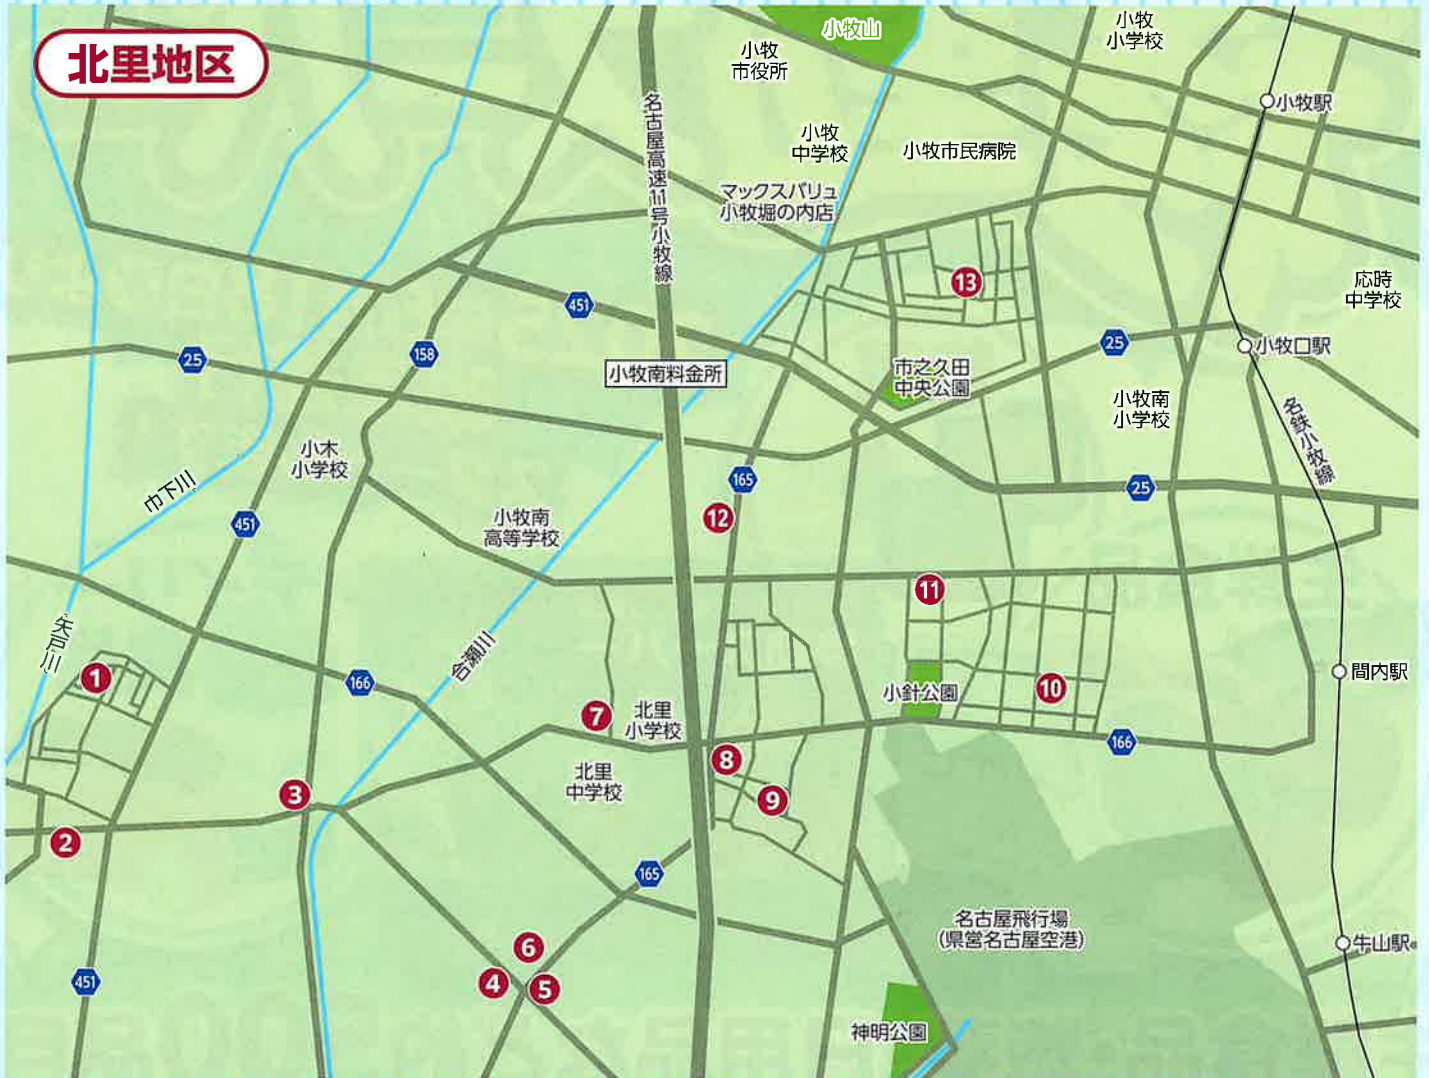 北里地区
小牧山
小牧
市役所
小牧
小学校
小牧駅
名古屋高速11号小牧線
小牧
中学校
小牧市民病院
マックスバリュ
小牧堀の内店
13
応時
中学校
451
25
158
25
小牧口駅
小牧南料金所
市之久田
中央公園
小牧南
小学校
名鉄小牧線
小木
小学校
165
25
巾下川
451
12
小牧南
高等学校
11
矢戸川
合瀬川
1
166
小針公園
10
間内駅
7
北里
小学校
166
8
北里
中学校
3
9
2
165
名古屋飛行場
(県営名古屋空港)
6
牛山駅
451
4
5
神明公園